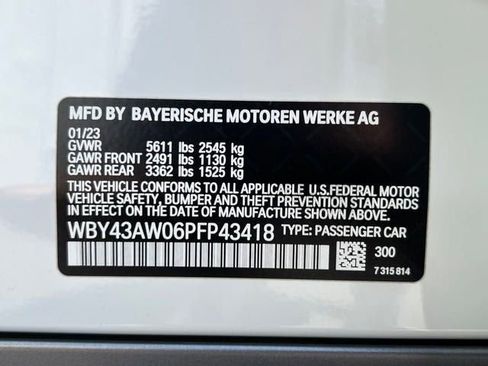 MFD BY BAYERISCHE MOTOREN WERKE AG
01/23
GVWR 5611 lbs 2545 kg
GAWR FRONT 2491 lbs 1130 kg
GAWR REAR 3362 lbs 1525 kg
THIS VEHICLE CONFORMS TO ALL APPLICABLE U.S.FEDERAL MOTOR
VEHICLE SAFETY, BUMPER AND THEFT PREVENTION STANDARDS IN
EFFECT ON THE DATE OF MANUFACTURE SHOWN ABOVE.
WBY43AW06PFP43418 TYPE: PASSENGER CAR
300
7 315 814